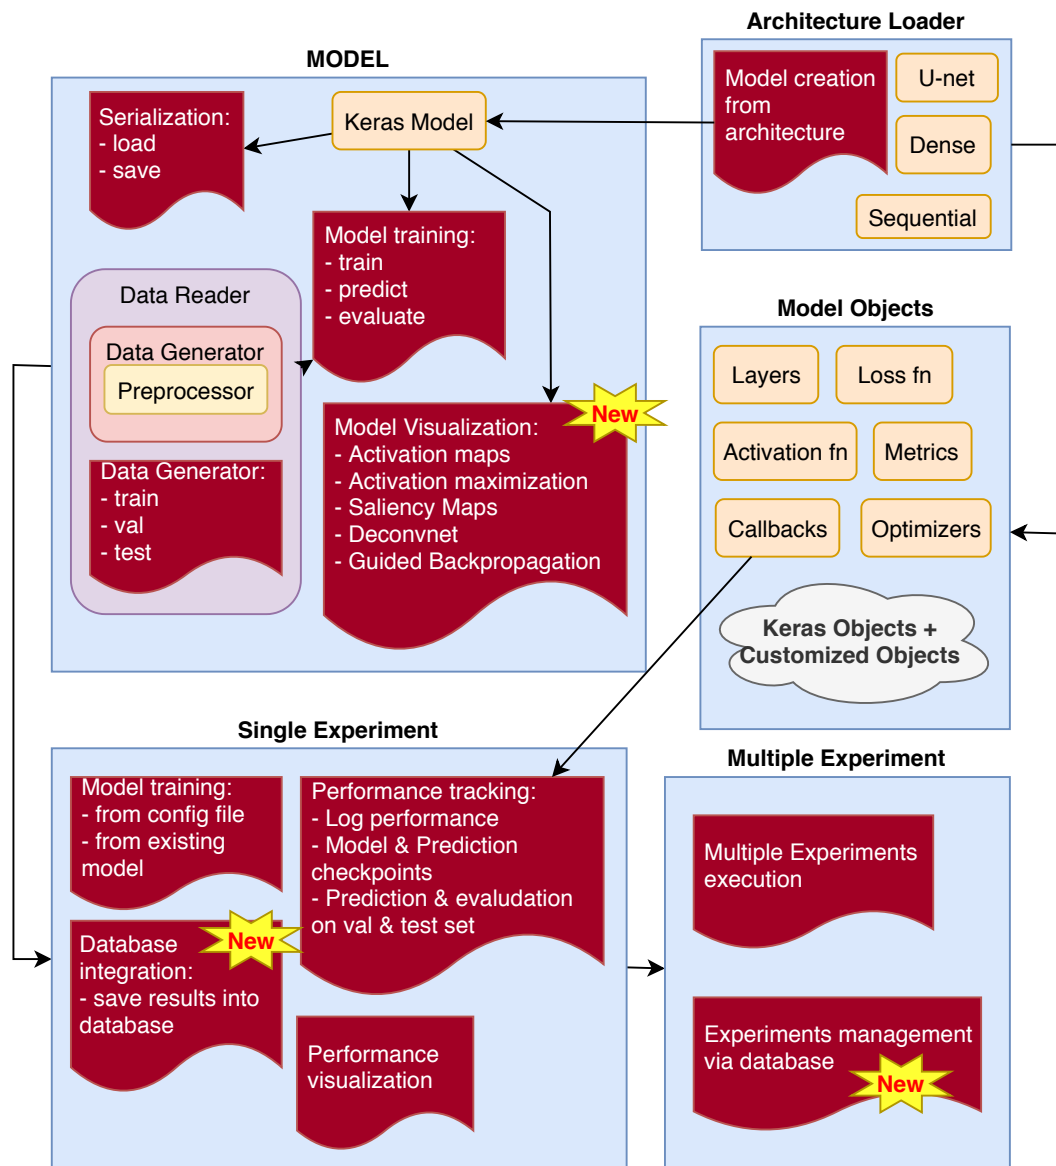 Architecture Loader
Model creation
from
architecture
U-net
Dense
Sequential
MODEL
Serialization:
- load
- save
Keras Model
Model training:
- train
- predict
- evaluate
Data Reader
Data Generator
Preprocessor
Data Generator:
- train
- val
- test
New
Model Visualization:
- Activation maps
- Activation maximization
- Saliency Maps
- Deconvnet
- Guided Backpropagation
Model Objects
Layers
Loss fn
Activation fn
Metrics
Callbacks
Optimizers
Keras Objects +
Customized Objects
Single Experiment
Model training:
- from config file
- from existing
model
Performance tracking:
- Log performance
- Model & Prediction
checkpoints
- Prediction & evaludation
on val & test set
New
Database
integration:
- save results into
database
Performance
visualization
Multiple Experiment
Multiple Experiments
execution
Experiments management
via database
New